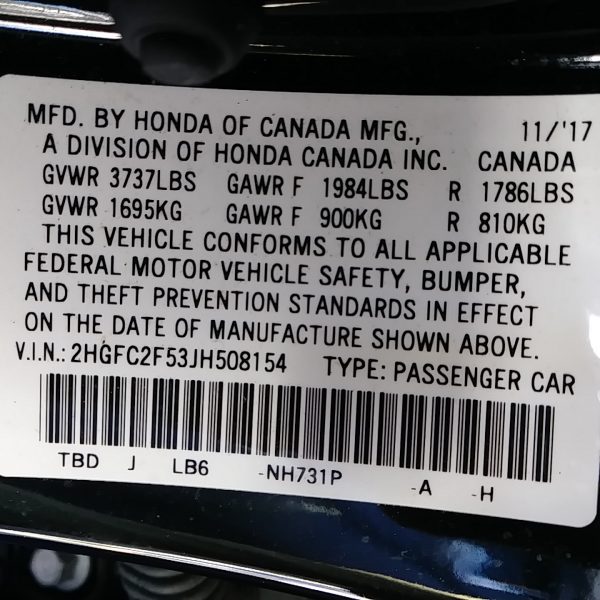 MFD. BY HONDA OF CANADA MFG., 11/'17
A DIVISION OF HONDA CANADA INC. CANADA
GVWR 3737LBS GAWR F 1984LBS R 1786LBS
GVWR 1695KG GAWR F 900KG R 810KG
THIS VEHICLE CONFORMS TO ALL APPLICABLE
FEDERAL MOTOR VEHICLE SAFETY, BUMPER,
AND THEFT PREVENTION STANDARDS IN EFFECT
ON THE DATE OF MANUFACTURE SHOWN ABOVE.
V.I.N.: 2HGFC2F53JH508154 TYPE: PASSENGER CAR
TBD J LB6 -NH731P -A -H